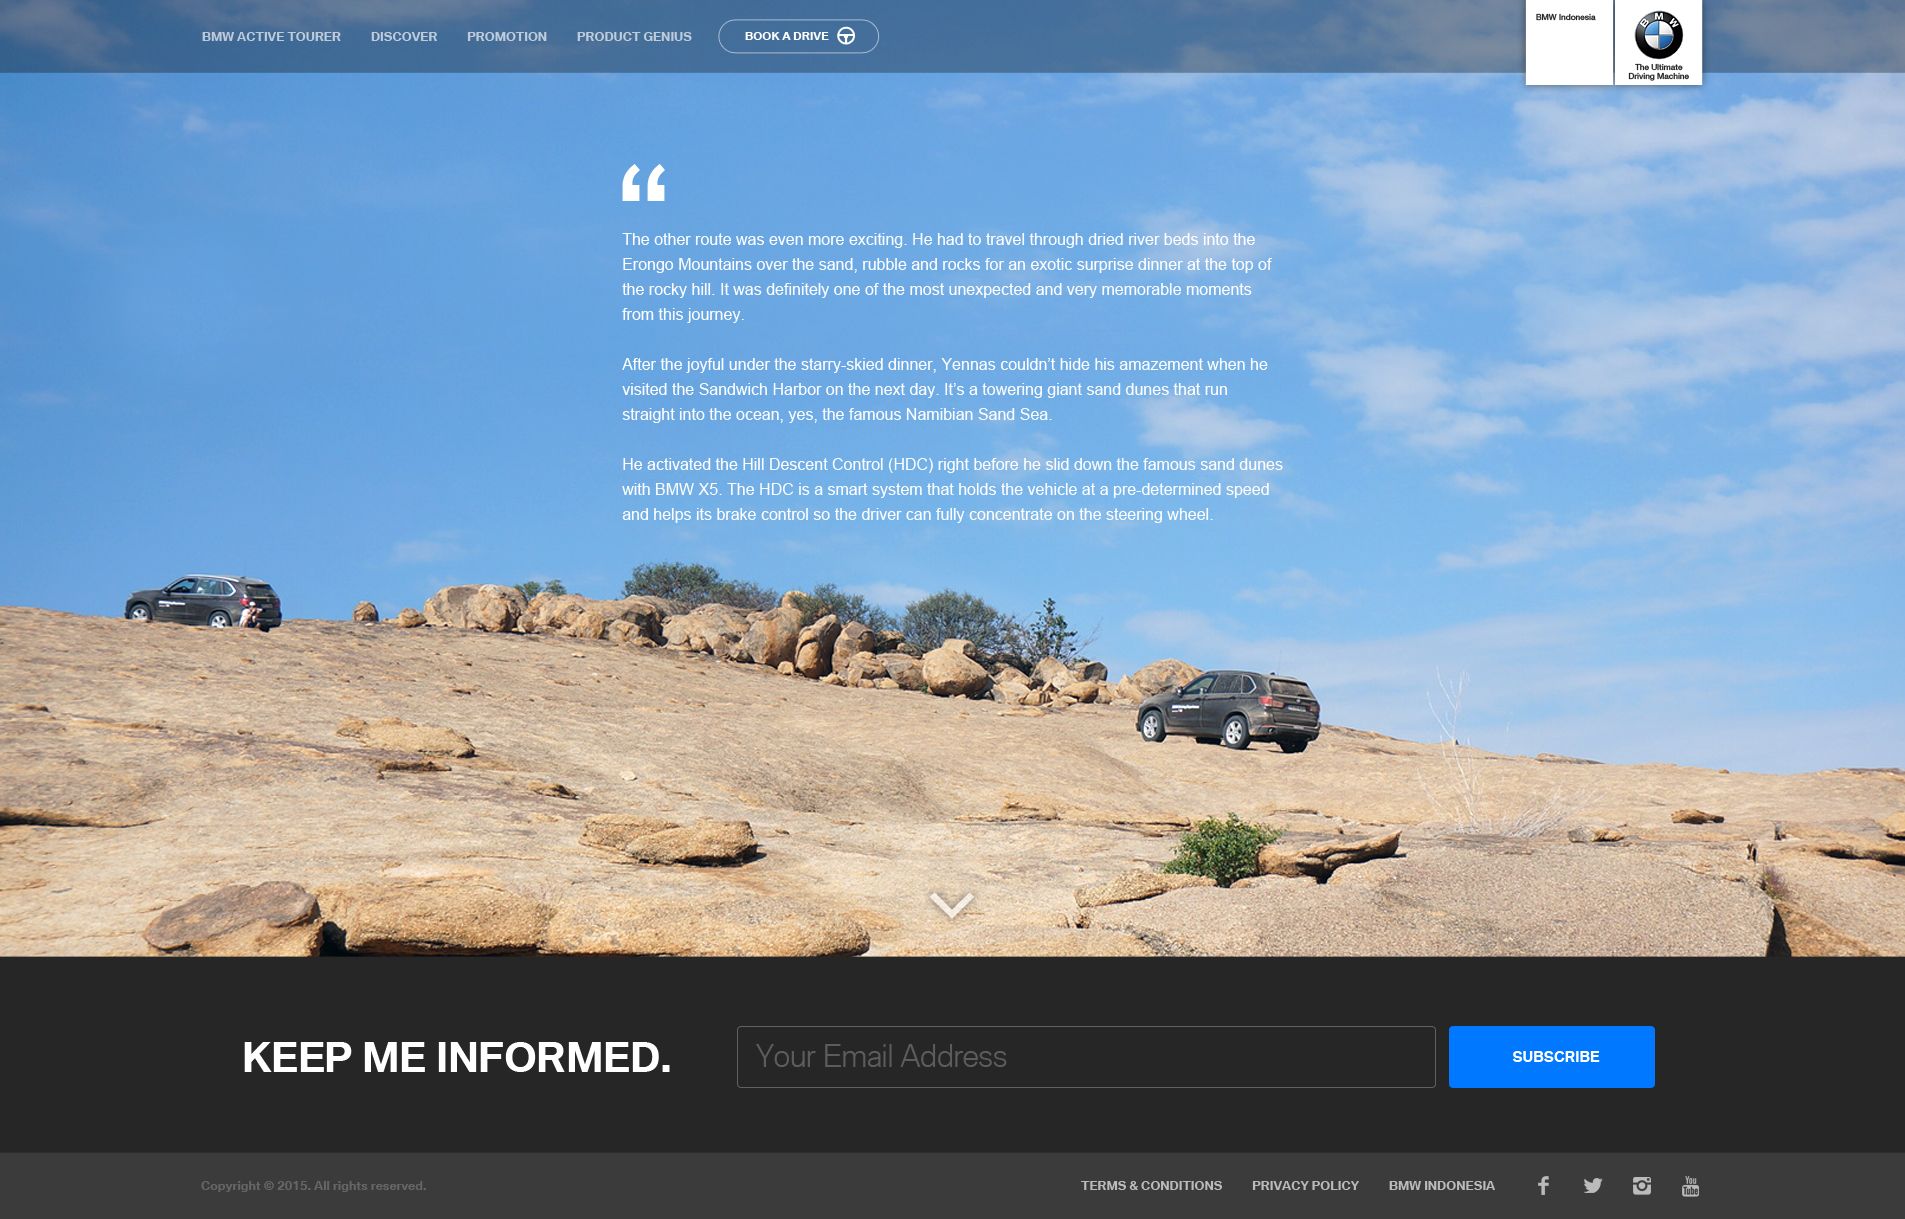 BMW ACTIVE TOURER DISCOVER PROMOTION PRODUCT GENIUS BOOK A DRIVE
BMW Indonesia
BMW
The Ultimate
Driving Machine
“
The other route was even more exciting. He had to travel through dried river beds into the
Erongo Mountains over the sand, rubble and rocks for an exotic surprise dinner at the top of
the rocky hill. It was definitely one of the most unexpected and very memorable moments
from this journey.
After the joyful under the starry-skied dinner, Yennas couldn’t hide his amazement when he
visited the Sandwich Harbor on the next day. It’s a towering giant sand dunes that run
straight into the ocean, yes, the famous Namibian Sand Sea.
He activated the Hill Descent Control (HDC) right before he slid down the famous sand dunes
with BMW X5. The HDC is a smart system that holds the vehicle at a pre-determined speed
and helps its brake control so the driver can fully concentrate on the steering wheel.
KEEP ME INFORMED.
Your Email Address
SUBSCRIBE
Copyright © 2015. All rights reserved.
TERMS & CONDITIONS PRIVACY POLICY BMW INDONESIA
You
Tube